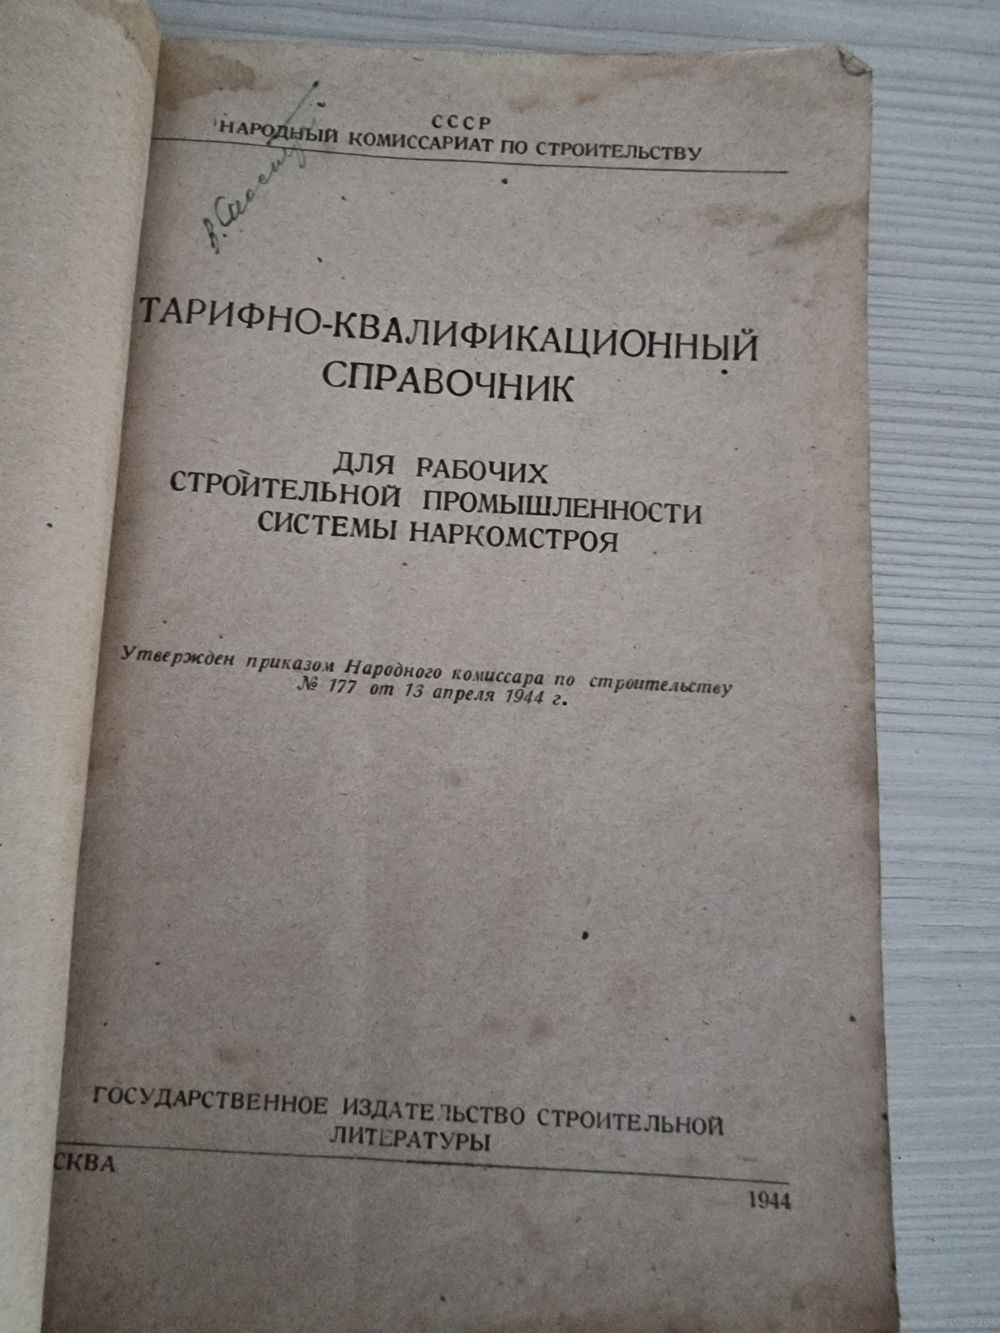 СССР
НАРОДНЫЙ КОМИССАРИАТ ПО СТРОИТЕЛЬСТВУ
ТАРИФНО-КВАЛИФИКАЦИОННЫЙ
СПРАВОЧНИК
ДЛЯ РАБОЧИХ
СТРОИТЕЛЬНОЙ ПРОМЫШЛЕННОСТИ
СИСТЕМЫ НАРКОМСТРОЯ
Утвержден приказом Народного комиссара по строительству
№ 177 от 13 апреля 1944 г.
ГОСУДАРСТВЕННОЕ ИЗДАТЕЛЬСТВО СТРОИТЕЛЬНОЙ
ЛИТЕРАТУРЫ
СКВА
1944